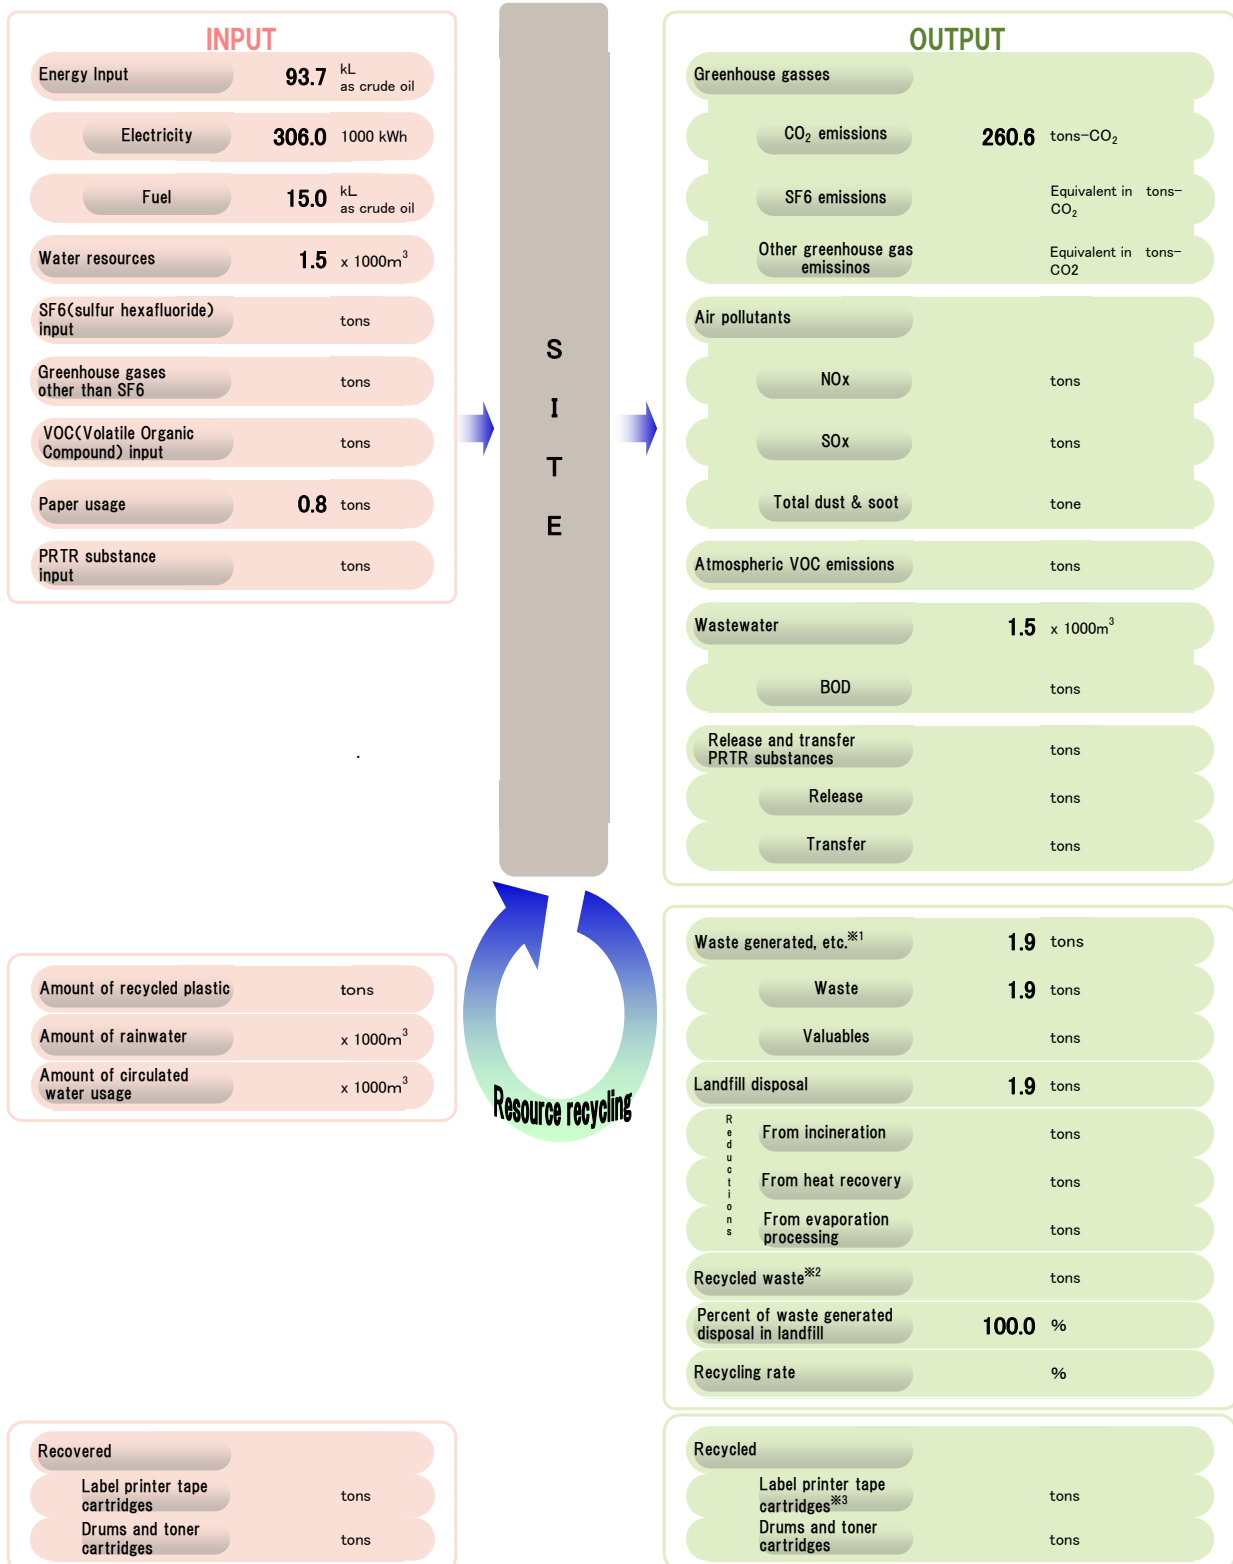 INPUT
Energy Input 93.7 kL
as crude oil
Electricity 306.0 1000 kWh
Fuel 15.0 kL
as crude oil
Water resources 1.5 x 1000m³
SF6(sulfur hexafluoride)
input tons
Greenhouse gases
other than SF6 tons
VOC(Volatile Organic
Compound) input tons
Paper usage 0.8 tons
PRTR substance
input tons
S
I
T
E
OUTPUT
Greenhouse gasses
CO₂ emissions 260.6 tons-CO₂
SF6 emissions Equivalent in tons-
CO₂
Other greenhouse gas
emissinos Equivalent in tons-
CO2
Air pollutants
NOx tons
SOx tons
Total dust & soot tone
Atmospheric VOC emissions tons
Wastewater 1.5 x 1000m³
BOD tons
Release and transfer
PRTR substances tons
Release tons
Transfer tons
Amount of recycled plastic tons
Amount of rainwater x 1000m³
Amount of circulated
water usage x 1000m³
Resource recycling
Waste generated, etc.※1 1.9 tons
Waste 1.9 tons
Valuables tons
Landfill disposal 1.9 tons
Reductions
From incineration tons
From heat recovery tons
From evaporation
processing tons
Recycled waste※2 tons
Percent of waste generated
disposal in landfill 100.0 %
Recycling rate %
Recovered
Label printer tape
cartridges tons
Drums and toner
cartridges tons
Recycled
Label printer tape
cartridges※3 tons
Drums and toner
cartridges tons